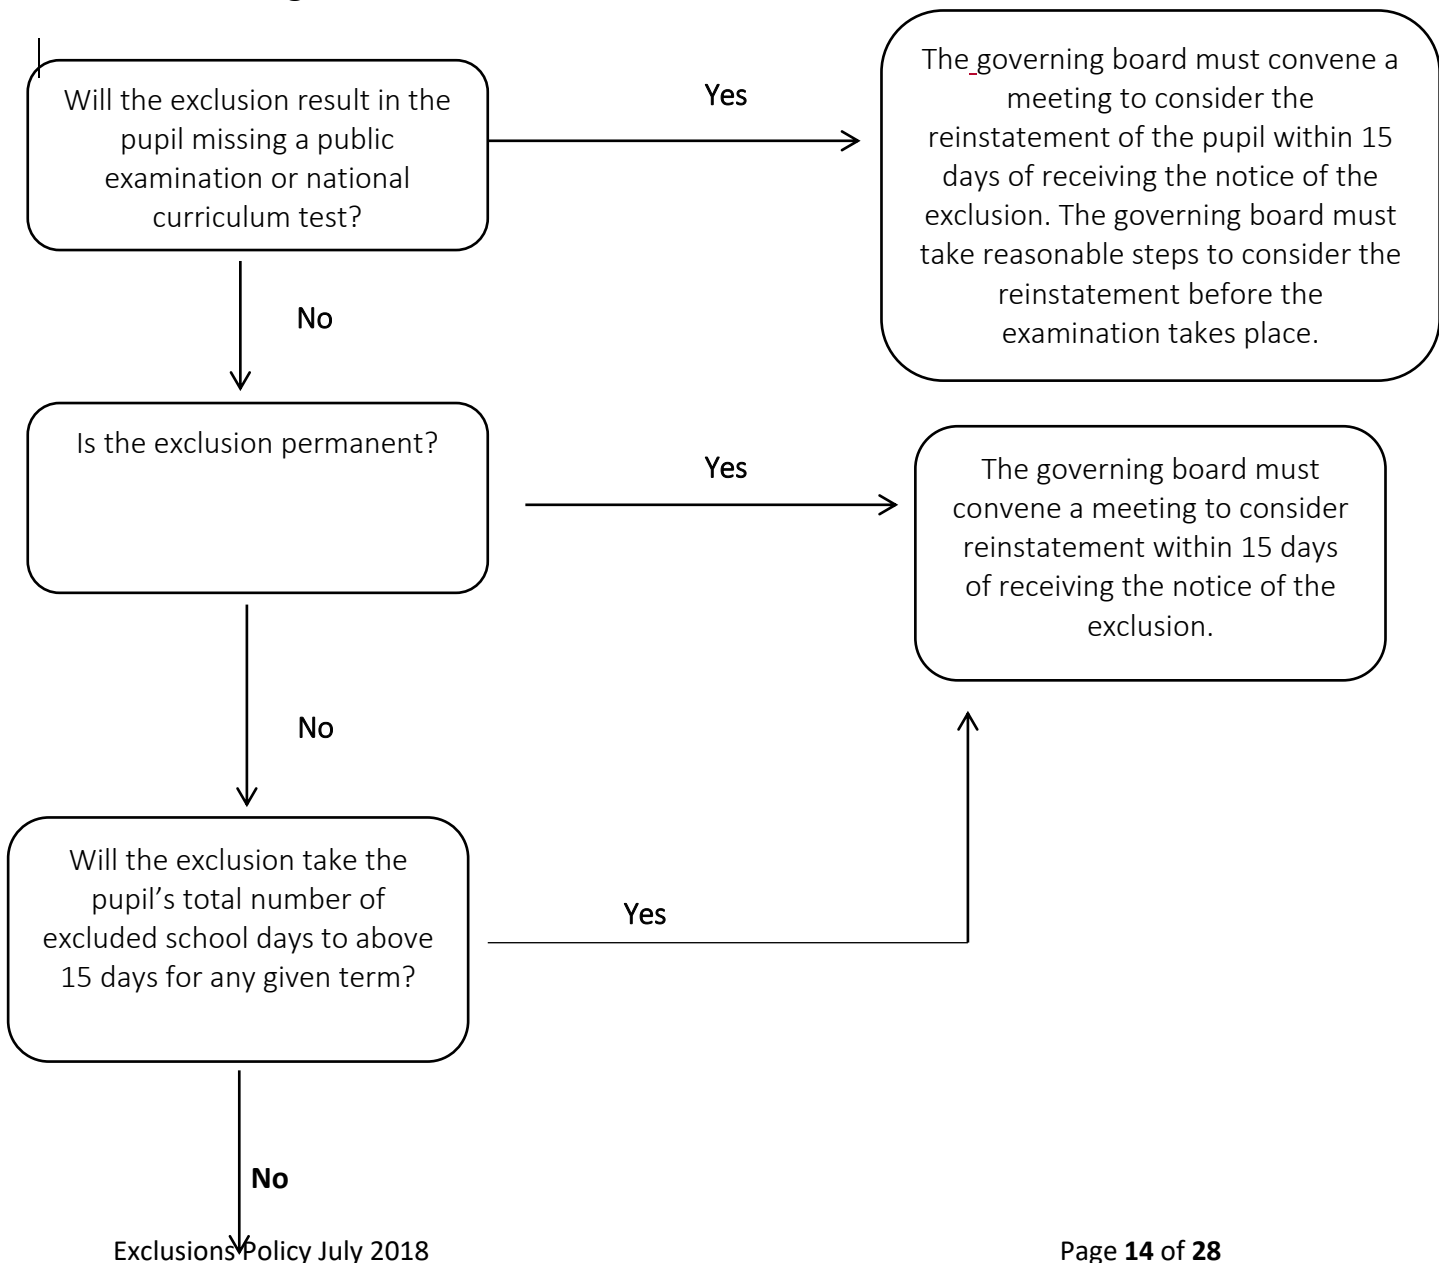 Will the exclusion result in the
pupil missing a public
examination or national
curriculum test?
Yes
The governing board must convene a
meeting to consider the
reinstatement of the pupil within 15
days of receiving the notice of the
exclusion. The governing board must
take reasonable steps to consider the
reinstatement before the
examination takes place.
No
Is the exclusion permanent?
Yes
The governing board must
convene a meeting to consider
reinstatement within 15 days
of receiving the notice of the
exclusion.
No
Will the exclusion take the
pupil’s total number of
excluded school days to above
15 days for any given term?
Yes
No
Exclusions Policy July 2018
Page 14 of 28